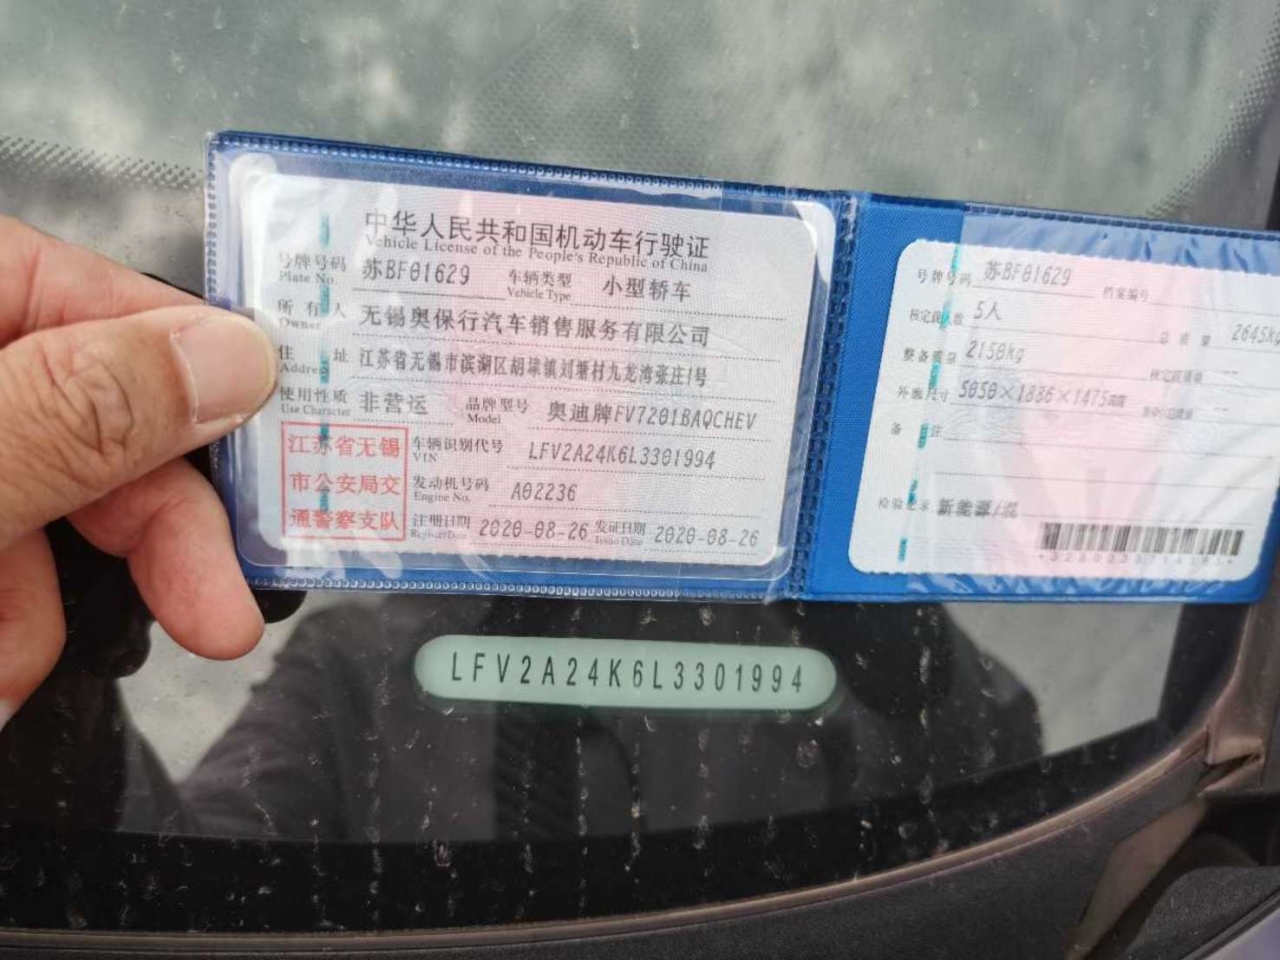 中华人民共和国机动车行驶证
Vehicle License of the People's Republic of China
号牌号码 苏BF01629 车辆类型 小型轿车
Plate No. Vehicle Type
所有人 无锡奥保行汽车销售服务有限公司
Owner
住址 江苏省无锡市滨湖区胡埭镇刘塘村九龙湾张庄1号
Address
使用性质 非营运 品牌型号 奥迪牌FV7201BAQCHEV
Use Character Model
江苏省无锡
市公安局交
通警察支队
车辆识别代号 LFV2A24K6L3301994
VIN
发动机号码 A02236
Engine No.
注册日期 2020-08-26 发证日期 2020-08-26
Register Date Issue Date
号牌号码 苏BF01629 档案编号
核定载人数 5人 总质量 2645kg
整备质量 2150kg 核定载质量 --
外廓尺寸 5050×1886×1475mm --
备注
检验记录 新能源/混
LFV2A24K6L3301994